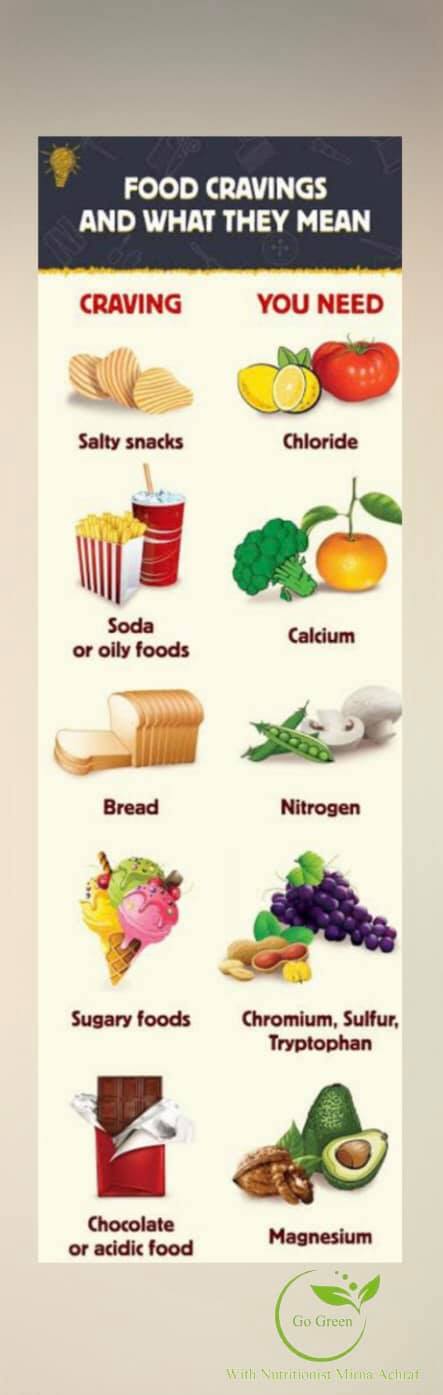 FOOD CRAVINGS
AND WHAT THEY MEAN
CRAVING YOU NEED
Salty snacks Chloride
Soda
or oily foods
Calcium
Bread Nitrogen
Sugary foods
Chromium, Sulfur,
Tryptophan
Chocolate
or acidic food
Magnesium
Go Green
With Nutritionist Mirna Achraf